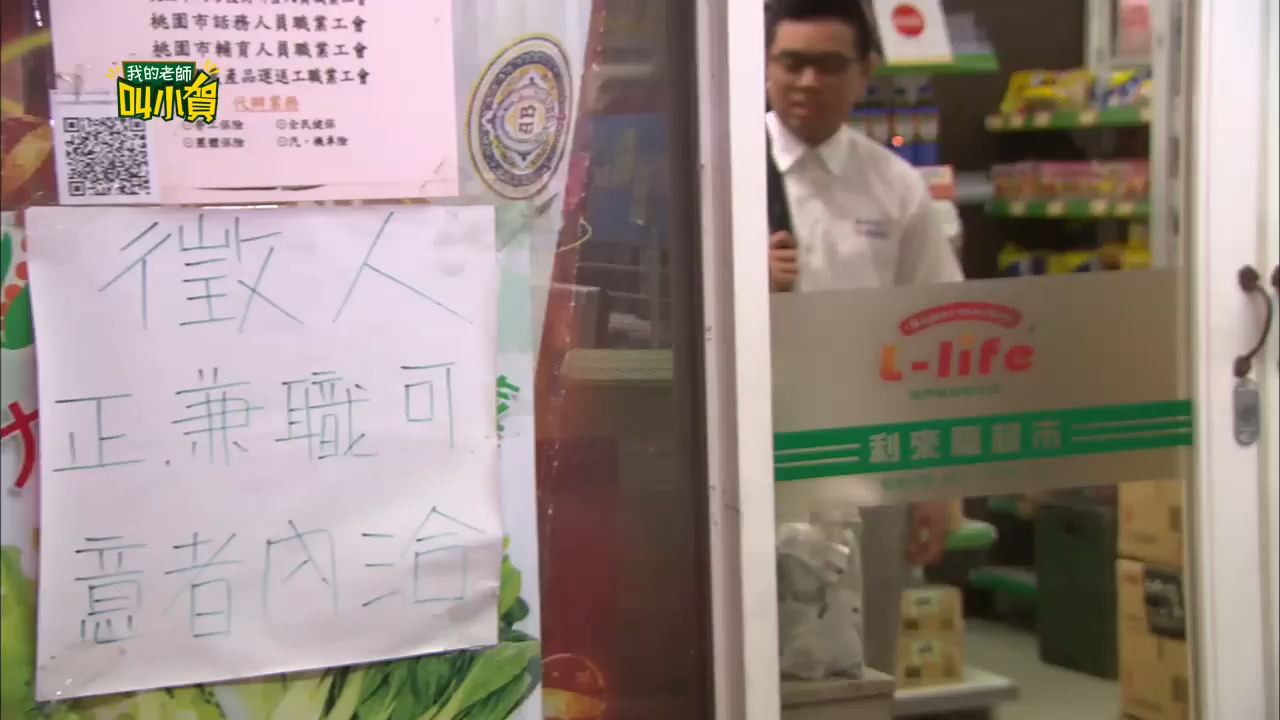 桃園市話務人員職業工會
桃園市輔育人員職業工會
產品運送工職業工會
我的老師
叫小賀
代辦業務
⊙勞工保險 ⊙全民健保
⊙團體保險 ⊙汽、機車險
徵人
正.兼職可
意者內洽
Supermarket
L-life
利來福超市